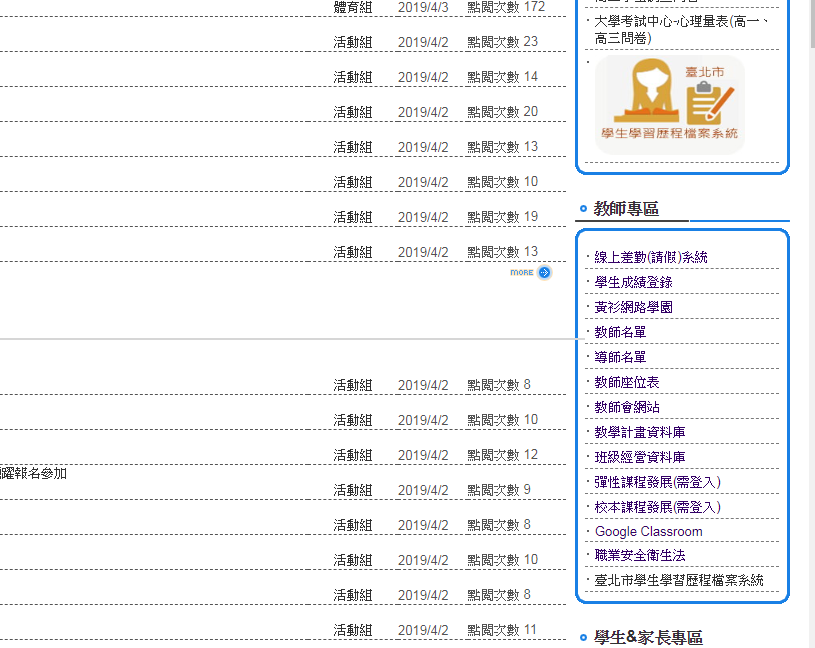 體育組 2019/4/3 點閱次數 172
活動組 2019/4/2 點閱次數 23
活動組 2019/4/2 點閱次數 14
活動組 2019/4/2 點閱次數 20
活動組 2019/4/2 點閱次數 13
活動組 2019/4/2 點閱次數 10
活動組 2019/4/2 點閱次數 19
活動組 2019/4/2 點閱次數 13
MORE
活動組 2019/4/2 點閱次數 8
活動組 2019/4/2 點閱次數 10
活動組 2019/4/2 點閱次數 12
躍報名參加
活動組 2019/4/2 點閱次數 9
活動組 2019/4/2 點閱次數 8
活動組 2019/4/2 點閱次數 10
活動組 2019/4/2 點閱次數 8
活動組 2019/4/2 點閱次數 11
大學考試中心-心理量表(高一、
高三問卷)
臺北市
學生學習歷程檔案系統
教師專區
線上差勤(請假)系統
學生成績登錄
黃衫網路學園
教師名單
導師名單
教師座位表
教師會網站
教學計畫資料庫
班級經營資料庫
彈性課程發展(需登入)
校本課程發展(需登入)
Google Classroom
職業安全衛生法
臺北市學生學習歷程檔案系統
學生&家長專區